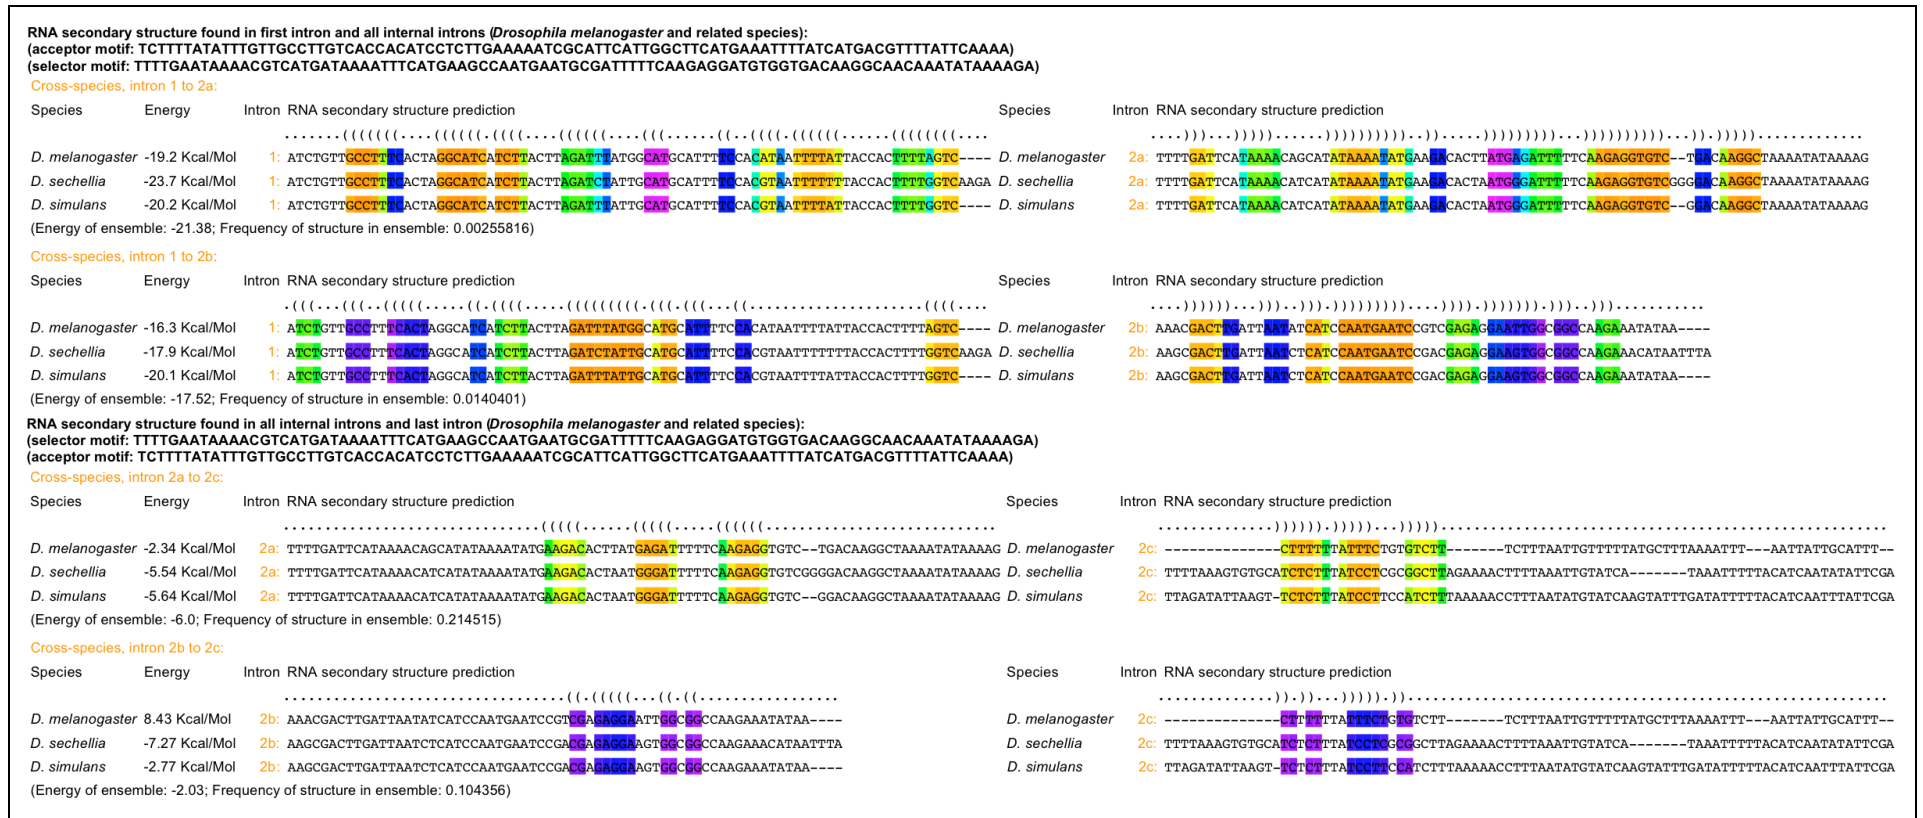 RNA secondary structure found in first intron and all internal introns (Drosophila melanogaster and related species):
(acceptor motif: TCTTTTATATTTGTTGCCTTGTCACCACATCCTCTTGAAAAATCGCATTCATTGGCTTCATGAAATTTTATCATGACGTTTTATTCAAAA)
(selector motif: TTTTGAATAAAACGTCATGATAAAATTTCATGAAGCCAATGAATGCGATTTTTCAAGAGGATGTGGTGACAAGGCAACAAATATAAAAGA)
Cross-species, intron 1 to 2a:
Species Energy Intron RNA secondary structure prediction Species Intron RNA secondary structure prediction
D. melanogaster -19.2 Kcal/Mol 1: ATCTGTTGCCTTTCACTAGGCATCATCTTACTTAGATTTATGGCATGCATTTTCCACATAATTTTATTACCACTTTTAGTC---- D. melanogaster 2a: TTTTGATTCATAAAACAGCATATAAAATATGAAGACACTTATGAGATTTTTCAAGAGGTGTC--TGACAAGGCTAAAATATAAAAG
D. sechellia -23.7 Kcal/Mol 1: ATCTGTTGCCTTTCACTAGGCATCATCTTACTTAGATCTATTGCATGCATTTTCCACGTAATTTTTTTACCACTTTTGGTCAAGA D. sechellia 2a: TTTTGATTCATAAAACATCATATAAAATATGAAGACACTAATGGGATTTTTCAAGAGGTGTCGGGGACAAGGCTAAAATATAAAAG
D. simulans -20.2 Kcal/Mol 1: ATCTGTTGCCTTTCACTAGGCATCATCTTACTTAGATTTATTGCATGCATTTTCCACGTAATTTTATTACCACTTTTGGTC---- D. simulans 2a: TTTTGATTCATAAAACATCATATAAAATATGAAGACACTAATGGGATTTTTCAAGAGGTGTC--GGACAAGGCTAAAATATAAAAG
(Energy of ensemble: -21.38; Frequency of structure in ensemble: 0.00255816)
Cross-species, intron 1 to 2b:
Species Energy Intron RNA secondary structure prediction Species Intron RNA secondary structure prediction
D. melanogaster -16.3 Kcal/Mol 1: ATCTGTTGCCTTTCACTAGGCATCATCTTACTTAGATTTATGGCATGCATTTTCCACATAATTTTATTACCACTTTTAGTC---- D. melanogaster 2b: AAACGACTTGATTAATATCATCCAATGAATCCGTCGAGAGGAATTGGCGGCCAAGAAATATAA----
D. sechellia -17.9 Kcal/Mol 1: ATCTGTTGCCTTTCACTAGGCATCATCTTACTTAGATCTATTGCATGCATTTTCCACGTAATTTTTTTACCACTTTTGGTCAAGA D. sechellia 2b: AAGCGACTTGATTAATCTCATCCAATGAATCCGACGAGAGGAAGTGGCGGCCAAGAAACATAATTTA
D. simulans -20.1 Kcal/Mol 1: ATCTGTTGCCTTTCACTAGGCATCATCTTACTTAGATTTATTGCATGCATTTTCCACGTAATTTTATTACCACTTTTGGTC---- D. simulans 2b: AAGCGACTTGATTAATCTCATCCAATGAATCCGACGAGAGGAAGTGGCGGCCAAGAAATATAA----
(Energy of ensemble: -17.52; Frequency of structure in ensemble: 0.0140401)
RNA secondary structure found in all internal introns and last intron (Drosophila melanogaster and related species):
(selector motif: TTTTGAATAAAACGTCATGATAAAATTTCATGAAGCCAATGAATGCGATTTTTCAAGAGGATGTGGTGACAAGGCAACAAATATAAAAGA)
(acceptor motif: TCTTTTATATTTGTTGCCTTGTCACCACATCCTCTTGAAAAATCGCATTCATTGGCTTCATGAAATTTTATCATGACGTTTTATTCAAAA)
Cross-species, intron 2a to 2c:
Species Energy Intron RNA secondary structure prediction Species Intron RNA secondary structure prediction
D. melanogaster -2.34 Kcal/Mol 2a: TTTTGATTCATAAAACAGCATATAAAATATGAAGACACTTATGAGATTTTTCAAGAGGTGTC--TGACAAGGCTAAAATATAAAAG D. melanogaster 2c: --------------CTTTTTTATTTCTGTGTCTT-------TCTTTAATTGTTTTTATGCTTTAAAATTT---AATTATTGCATTT--
D. sechellia -5.54 Kcal/Mol 2a: TTTTGATTCATAAAACATCATATAAAATATGAAGACACTAATGGGATTTTTCAAGAGGTGTCGGGGACAAGGCTAAAATATAAAAG D. sechellia 2c: TTTTAAAGTGTGCATCTCTTTATCCTCGCGGCTTAGAAAACTTTTAAATTGTATCA-------TAAATTTTTACATCAATATATTCGA
D. simulans -5.64 Kcal/Mol 2a: TTTTGATTCATAAAACATCATATAAAATATGAAGACACTAATGGGATTTTTCAAGAGGTGTC--GGACAAGGCTAAAATATAAAAG D. simulans 2c: TTAGATATTAAGT-TCTCTTTATCCTTCCATCTTTAAAAACCTTTAATATGTATCAAGTATTTGATATTTTTACATCAATTTATTCGA
(Energy of ensemble: -6.0; Frequency of structure in ensemble: 0.214515)
Cross-species, intron 2b to 2c:
Species Energy Intron RNA secondary structure prediction Species Intron RNA secondary structure prediction
D. melanogaster 8.43 Kcal/Mol 2b: AAACGACTTGATTAATATCATCCAATGAATCCGTCGAGAGGAATTGGCGGCCAAGAAATATAA---- D. melanogaster 2c: --------------CTTTTTTATTTCTGTGTCTT-------TCTTTAATTGTTTTTATGCTTTAAAATTT---AATTATTGCATTT--
D. sechellia -7.27 Kcal/Mol 2b: AAGCGACTTGATTAATCTCATCCAATGAATCCGACGAGAGGAAGTGGCGGCCAAGAAACATAATTTA D. sechellia 2c: TTTTAAAGTGTGCATCTCTTTATCCTCGCGGCTTAGAAAACTTTTAAATTGTATCA-------TAAATTTTTACATCAATATATTCGA
D. simulans -2.77 Kcal/Mol 2b: AAGCGACTTGATTAATCTCATCCAATGAATCCGACGAGAGGAAGTGGCGGCCAAGAAATATAA---- D. simulans 2c: TTAGATATTAAGT-TCTCTTTATCCTTCCATCTTTAAAAACCTTTAATATGTATCAAGTATTTGATATTTTTACATCAATTTATTCGA
(Energy of ensemble: -2.03; Frequency of structure in ensemble: 0.104356)